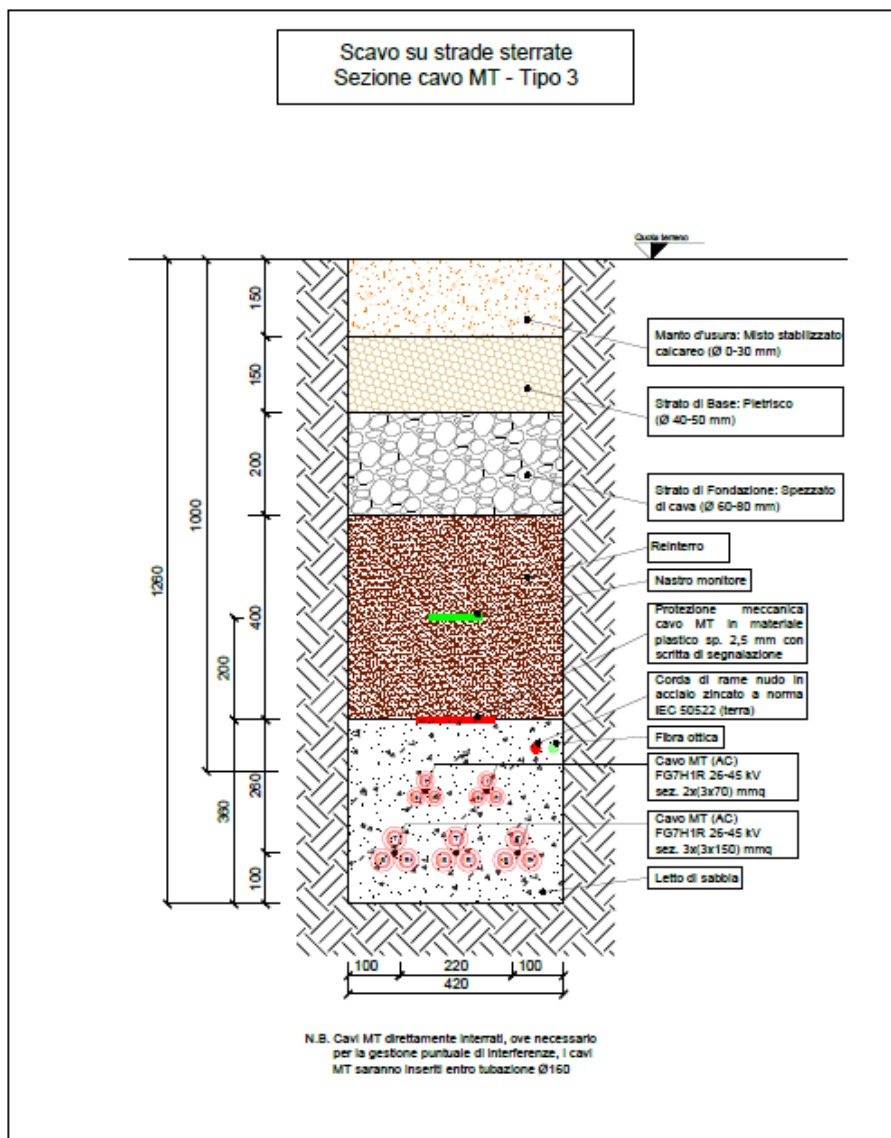 Scavo su strade sterrate
Sezione cavo MT - Tipo 3
Quota terreno
150
150
200
1000
1260
400
200
260
360
100
Manto d'usura: Misto stabilizzato
calcareo (Ø 0-30 mm)
Strato di Base: Pietrisco
(Ø 40-50 mm)
Strato di Fondazione: Spezzato
di cava (Ø 60-80 mm)
Reinterro
Nastro monitore
Protezione meccanica
cavo MT in materiale
plastico sp. 2,5 mm con
scritta di segnalazione
Corda di rame nudo in
acciaio zincato a norma
IEC 50522 (terra)
Fibra ottica
Cavo MT (AC)
FG7H1R 26-45 kV
sez. 2x(3x70) mmq
Cavo MT (AC)
FG7H1R 26-45 kV
sez. 3x(3x150) mmq
Letto di sabbia
100 220 100
420
N.B. Cavi MT direttamente interrati, ove necessario
per la gestione puntuale di interferenze, i cavi
MT saranno inseriti entro tubazione Ø160